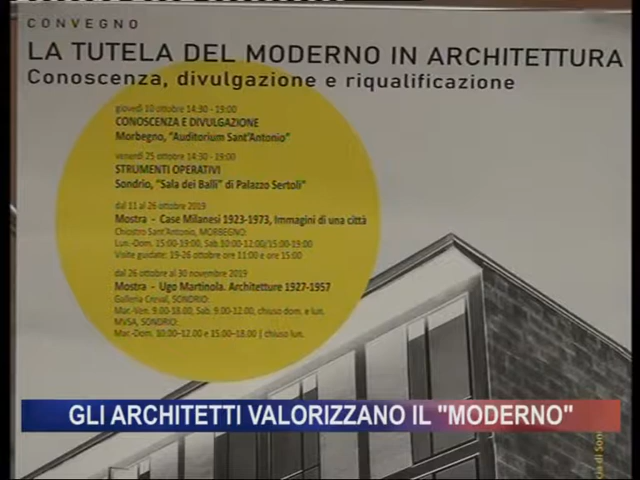 CONVEGNO
LA TUTELA DEL MODERNO IN ARCHITETTURA
Conoscenza, divulgazione e riqualificazione
giovedì 10 ottobre 14:30 - 19:00
CONOSCENZA E DIVULGAZIONE
Morbegno, "Auditorium Sant'Antonio"
venerdì 25 ottobre 14:30 - 19:00
STRUMENTI OPERATIVI
Sondrio, "Sala dei Balli" di Palazzo Sertoli"
dal 11 al 26 ottobre 2019
Mostra - Case Milanesi 1923-1973, Immagini di una città
Chiostro Sant'Antonio, MORBEGNO:
Lun.-Dom. 15:00-19:00, Sab.10:00-12:00/15:00-19:00
Visite guidate: 19-26 ottobre ore 11:00 e ore 15:00
dal 26 ottobre al 30 novembre 2019
Mostra - Ugo Martinola. Architetture 1927-1957
Galleria Creval, SONDRIO:
Mar.-Ven. 9.00-18.00, Sab. 9.00-12.00, chiuso dom. e lun.
MVSA, SONDRIO:
Mar.-Dom. 10:00-12.00 e 15.00-18.00 | chiuso lun.
GLI ARCHITETTI VALORIZZANO IL "MODERNO"